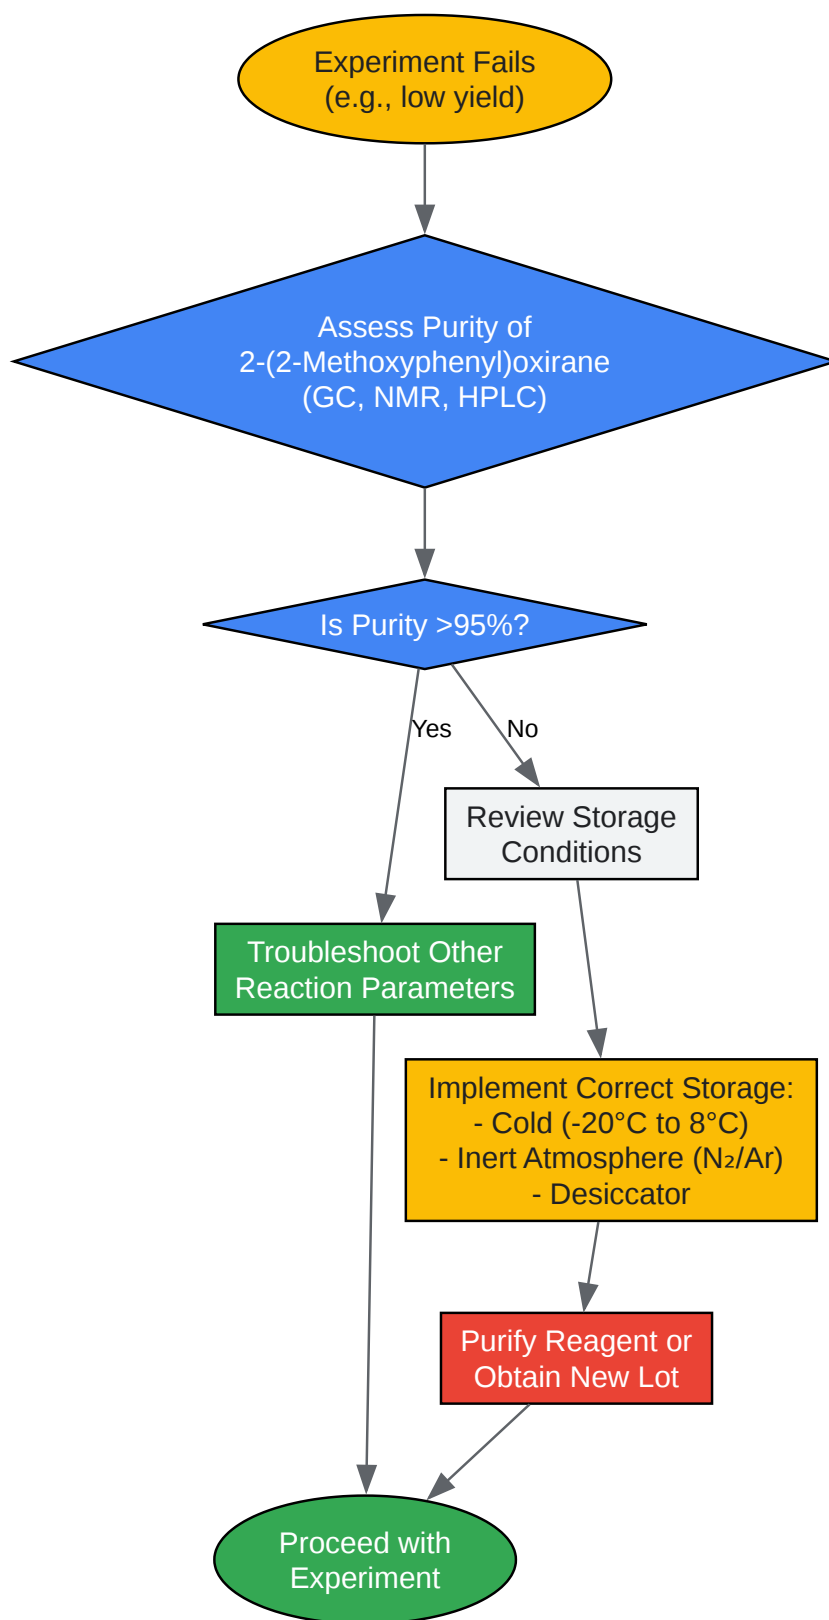 Experiment Fails
(e.g., low yield)
Assess Purity of
2-(2-Methoxyphenyl)oxirane
(GC, NMR, HPLC)
Is Purity >95%?
Yes
No
Review Storage
Conditions
Troubleshoot Other
Reaction Parameters
Implement Correct Storage:
- Cold (-20°C to 8°C)
- Inert Atmosphere (N₂/Ar)
- Desiccator
Purify Reagent or
Obtain New Lot
Proceed with
Experiment